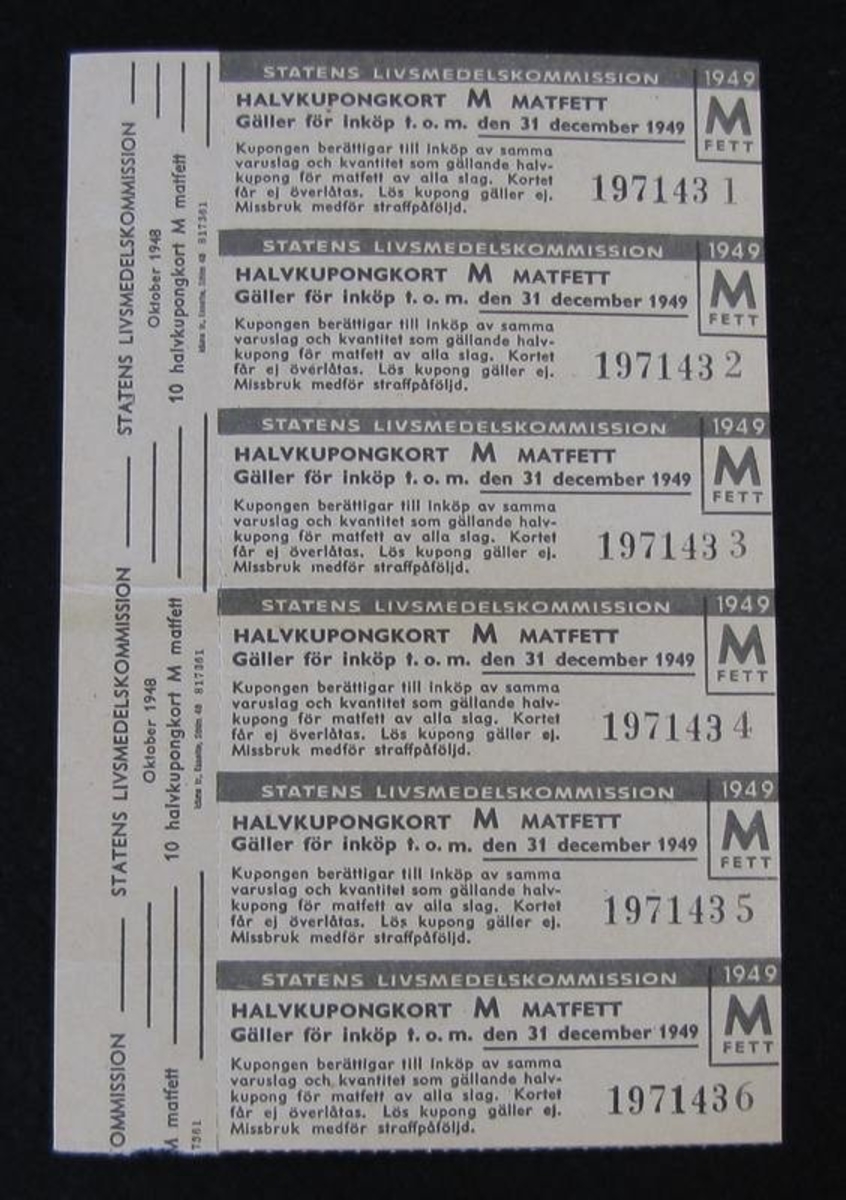 STATENS LIVSMEDELSKOMMISSION 1949
HALVKUPONGKORT M MATFETT
Gäller för inköp t. o. m. den 31 december 1949
M
FETT
Kupongen berättigar till inköp av samma
varuslag och kvantitet som gällande halv-
kupong för matfett av alla slag. Kortet
får ej överlåtas. Lös kupong gäller ej.
Missbruk medför straffpåföljd.
197143 1
STATENS LIVSMEDELSKOMMISSION 1949
HALVKUPONGKORT M MATFETT
Gäller för inköp t. o. m. den 31 december 1949
M
FETT
Kupongen berättigar till inköp av samma
varuslag och kvantitet som gällande halv-
kupong för matfett av alla slag. Kortet
får ej överlåtas. Lös kupong gäller ej.
Missbruk medför straffpåföljd.
197143 2
STATENS LIVSMEDELSKOMMISSION 1949
HALVKUPONGKORT M MATFETT
Gäller för inköp t. o. m. den 31 december 1949
M
FETT
Kupongen berättigar till inköp av samma
varuslag och kvantitet som gällande halv-
kupong för matfett av alla slag. Kortet
får ej överlåtas. Lös kupong gäller ej.
Missbruk medför straffpåföljd.
197143 3
STATENS LIVSMEDELSKOMMISSION 1949
HALVKUPONGKORT M MATFETT
Gäller för inköp t. o. m. den 31 december 1949
M
FETT
Kupongen berättigar till inköp av samma
varuslag och kvantitet som gällande halv-
kupong för matfett av alla slag. Kortet
får ej överlåtas. Lös kupong gäller ej.
Missbruk medför straffpåföljd.
197143 4
STATENS LIVSMEDELSKOMMISSION 1949
HALVKUPONGKORT M MATFETT
Gäller för inköp t. o. m. den 31 december 1949
M
FETT
Kupongen berättigar till inköp av samma
varuslag och kvantitet som gällande halv-
kupong för matfett av alla slag. Kortet
får ej överlåtas. Lös kupong gäller ej.
Missbruk medför straffpåföljd.
197143 5
STATENS LIVSMEDELSKOMMISSION 1949
HALVKUPONGKORT M MATFETT
Gäller för inköp t. o. m. den 31 december 1949
M
FETT
Kupongen berättigar till inköp av samma
varuslag och kvantitet som gällande halv-
kupong för matfett av alla slag. Kortet
får ej överlåtas. Lös kupong gäller ej.
Missbruk medför straffpåföljd.
1971436
STATENS LIVSMEDELSKOMMISSION
Oktober 1948
10 halvkupongkort M matfett
817361
STATENS LIVSMEDELSKOMMISSION
Oktober 1948
10 halvkupongkort M matfett
817361
OMMISSION
M matfett
7361